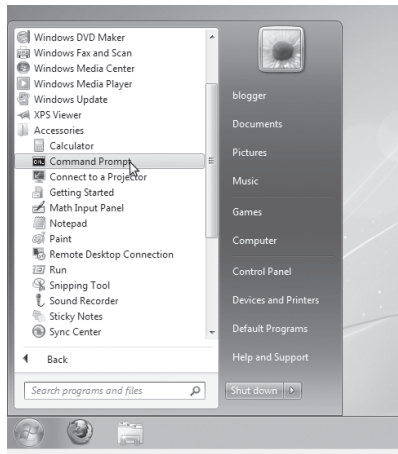 Windows DVD Maker
Windows Fax and Scan
Windows Media Center
Windows Media Player
Windows Update
XPS Viewer
Accessories
Calculator
Command Prompt
Connect to a Projector
Getting Started
Math Input Panel
Notepad
Paint
Remote Desktop Connection
Run
Snipping Tool
Sound Recorder
Sticky Notes
Sync Center
Back
Search programs and files
blogger
Documents
Pictures
Music
Games
Computer
Control Panel
Devices and Printers
Default Programs
Help and Support
Shut down